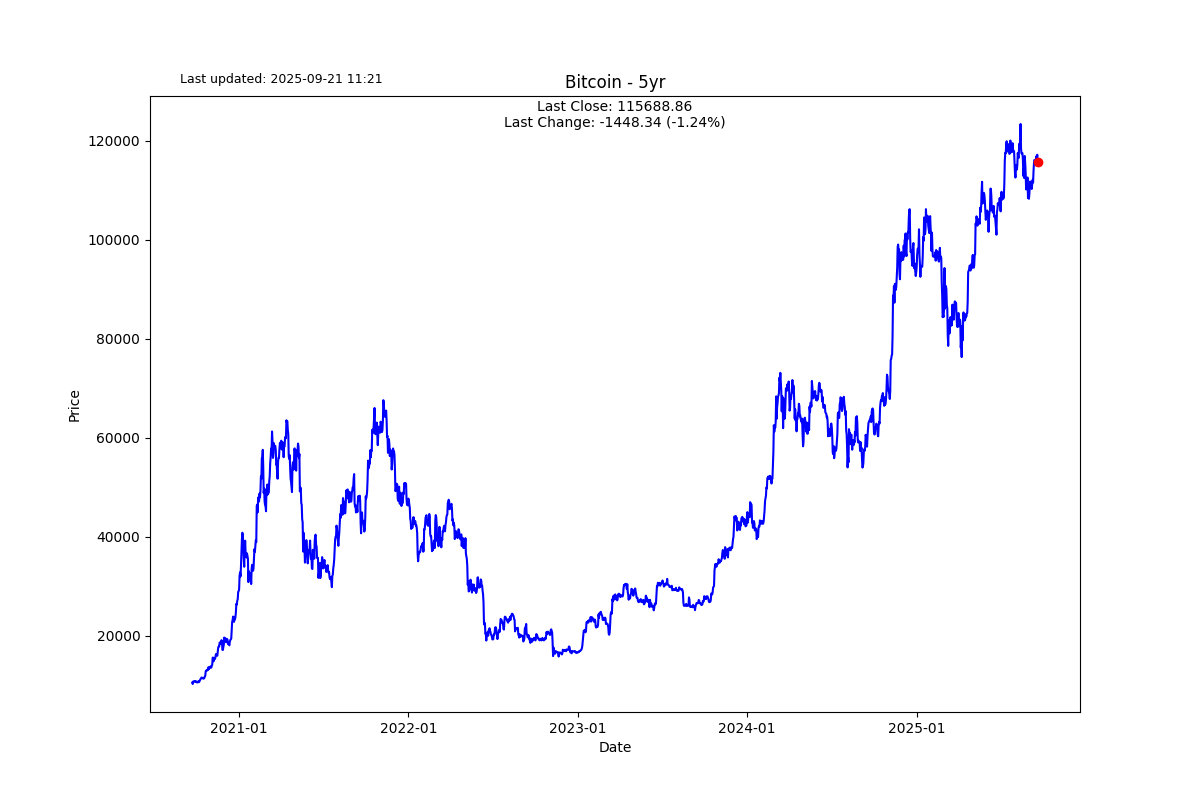 Last updated: 2025-09-21 11:21
Bitcoin - 5yr
Last Close: 115688.86
Last Change: -1448.34 (-1.24%)
120000
100000
80000
60000
40000
20000
Price
2021-01
2022-01
2023-01
2024-01
2025-01
Date